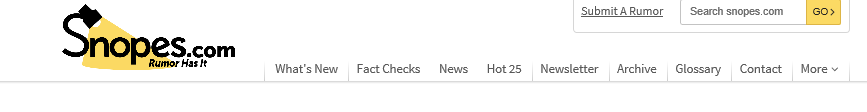 Submit A Rumor
Search snopes.com
GO >
Snopes.com
Rumor Has It
What's New
Fact Checks
News
Hot 25
Newsletter
Archive
Glossary
Contact
More